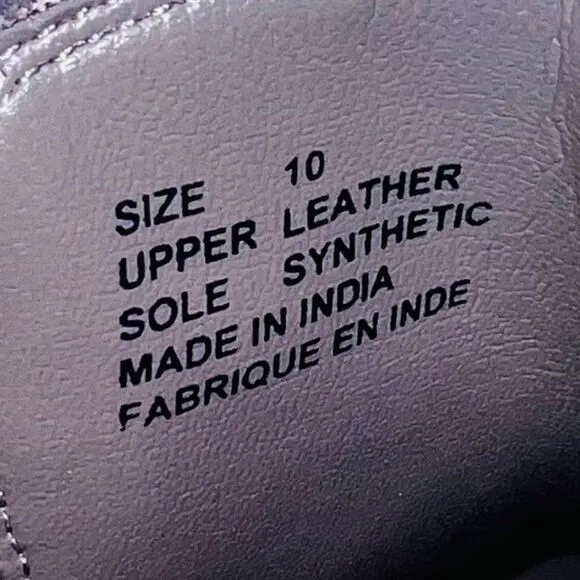 SIZE 10
UPPER LEATHER
SOLE SYNTHETIC
MADE IN INDIA
FABRIQUE EN INDE